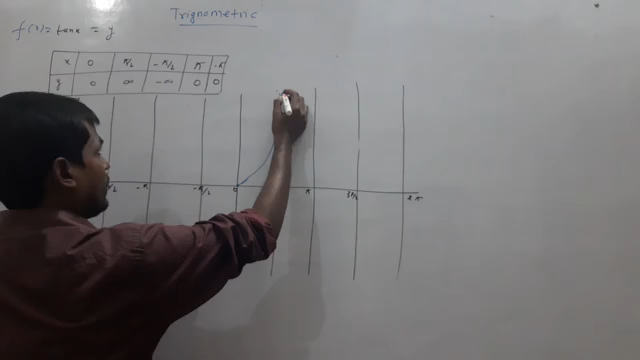 Trignometric
f(x) = tanx = y
x 0 π/2 -π/2 π -π
y 0 ∞ -∞ 0 0
-π -π/2 0 π 3π/2 2π